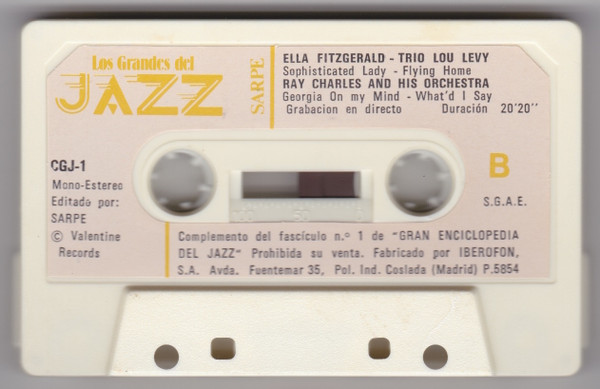 Los Grandes del
JAZZ
SARPE
ELLA FITZGERALD - TRIO LOU LEVY
Sophisticated Lady - Flying Home
RAY CHARLES AND HIS ORCHESTRA
Georgia On my Mind - What'd I Say
Grabacion en directo Duración 20'20''
CGJ-1
Mono-Estereo
Editado por:
SARPE
© Valentine
Records
B
S.G.A.E.
100 50
Complemento del fascículo n.º 1 de "GRAN ENCICLOPEDIA
DEL JAZZ" Prohibida su venta. Fabricado por IBEROFON,
S.A. Avda. Fuentemar 35, Pol. Ind. Coslada (Madrid) P.5854